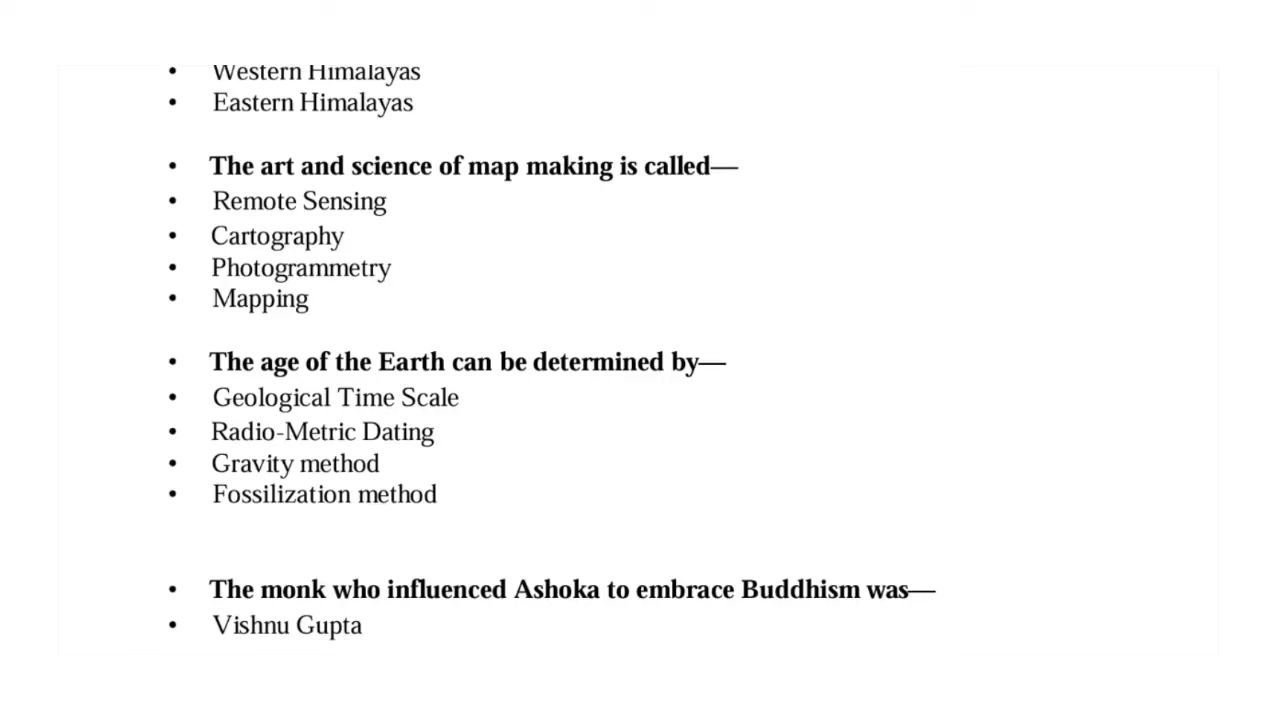 • Western Himalayas
• Eastern Himalayas
• The art and science of map making is called—
• Remote Sensing
• Cartography
• Photogrammetry
• Mapping
• The age of the Earth can be determined by—
• Geological Time Scale
• Radio-Metric Dating
• Gravity method
• Fossilization method
• The monk who influenced Ashoka to embrace Buddhism was—
• Vishnu Gupta